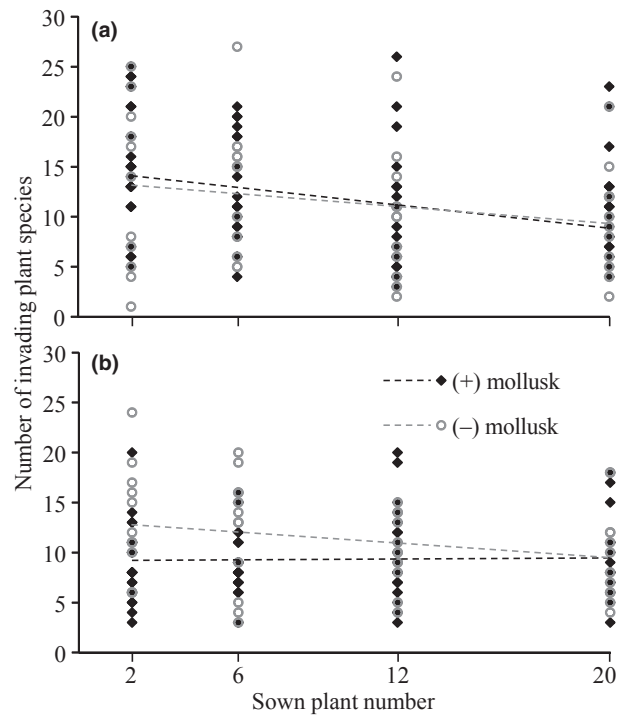 Number of invading plant species
(a)
30
25
20
15
10
5
0
(b)
30
25
20
15
10
5
0
(+) mollusk
(–) mollusk
2 6 12 20
Sown plant number